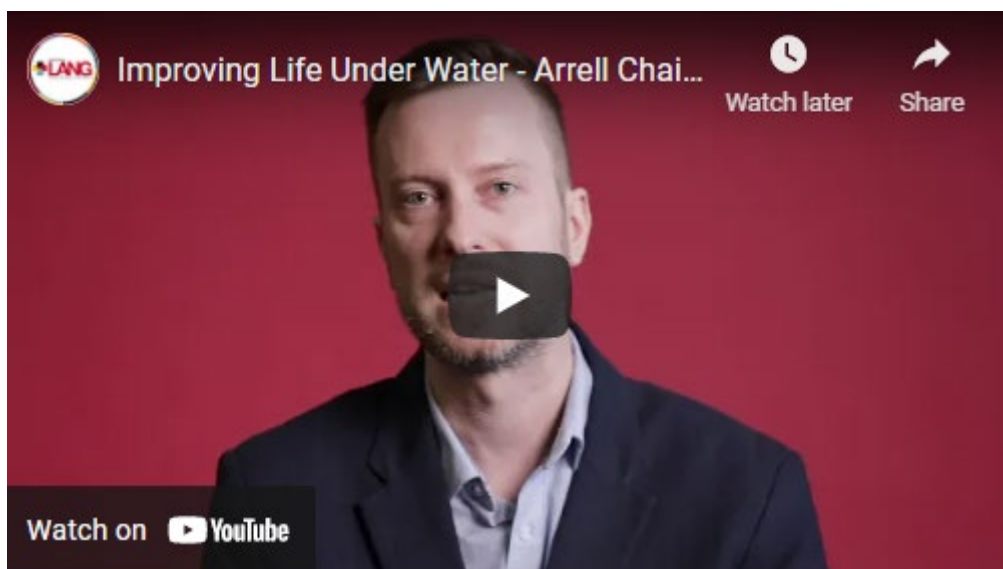 LANG
Improving Life Under Water - Arrell Chai...
Watch later
Share
Watch on YouTube